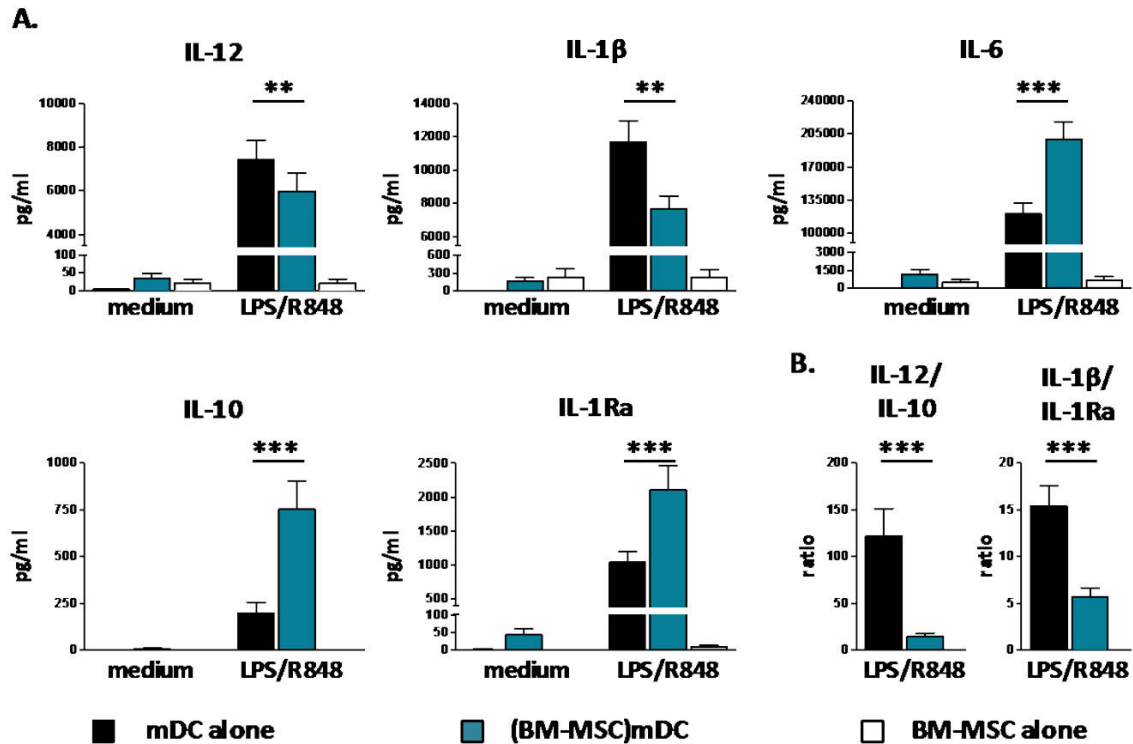 A.
IL-12
**
10000
8000
6000
4000
100
50
0
pg/ml
medium LPS/R848
IL-1β
**
14000
12000
10000
8000
6000
600
300
0
pg/ml
medium LPS/R848
IL-6
***
240000
205000
170000
135000
100000
3000
1500
0
pg/ml
medium LPS/R848
IL-10
***
1000
750
500
250
0
pg/ml
medium LPS/R848
IL-1Ra
***
2500
2000
1500
1000
500
100
50
0
pg/ml
medium LPS/R848
B.
IL-12/
IL-10
***
200
150
100
50
0
ratio
LPS/R848
IL-1β/
IL-1Ra
***
20
15
10
5
0
ratio
LPS/R848
mDC alone (BM-MSC)mDC BM-MSC alone